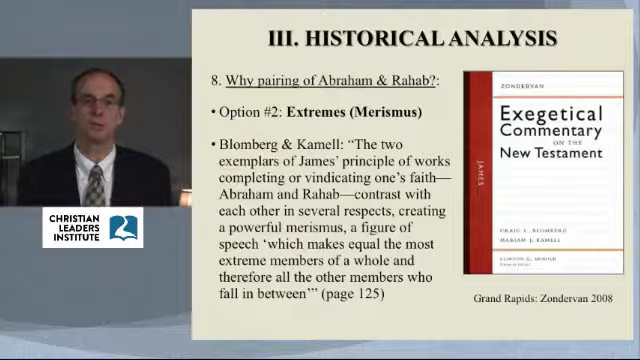 III. HISTORICAL ANALYSIS
8. Why pairing of Abraham & Rahab?:
• Option #2: Extremes (Merismus)
• Blomberg & Kamell: “The two
exemplars of James’ principle of works
completing or vindicating one’s faith—
Abraham and Rahab—contrast with
each other in several respects, creating
a powerful merismus, a figure of
speech ‘which makes equal the most
extreme members of a whole and
therefore all the other members who
fall in between’” (page 125)
ZONDERVAN
Exegetical
Commentary
ON THE
New Testament
JAMES
CRAIG L. BLOMBERG
MARIAM J. KAMELL
CLINTON E. ARNOLD
General Editor
Grand Rapids: Zondervan 2008
CHRISTIAN
LEADERS
INSTITUTE